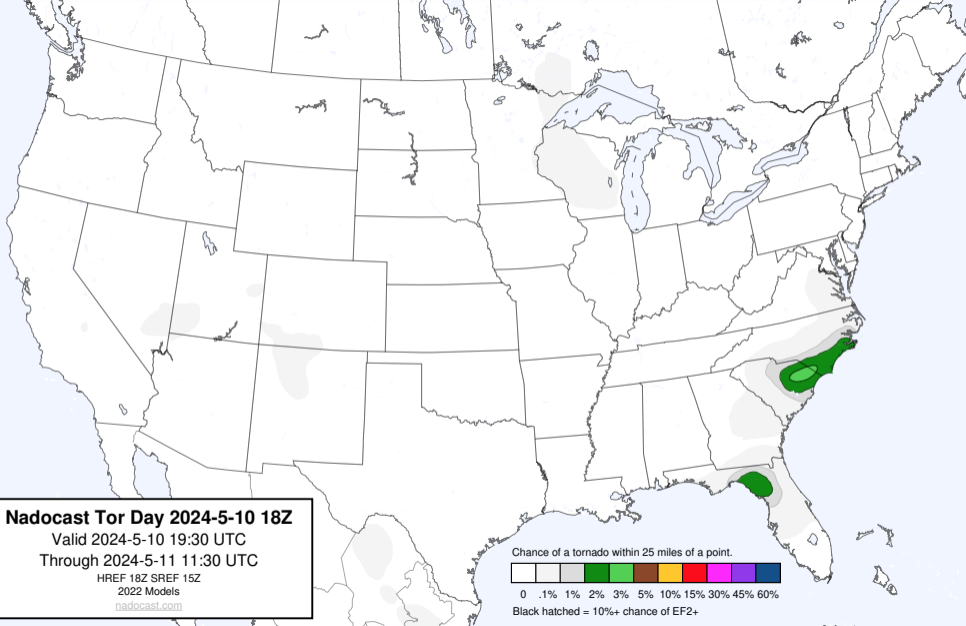 Nadocast Tor Day 2024-5-10 18Z
Valid 2024-5-10 19:30 UTC
Through 2024-5-11 11:30 UTC
HREF 18Z SREF 15Z
2022 Models
nadocast.com
Chance of a tornado within 25 miles of a point.
0 .1% 1% 2% 3% 5% 10% 15% 30% 45% 60%
Black hatched = 10%+ chance of EF2+